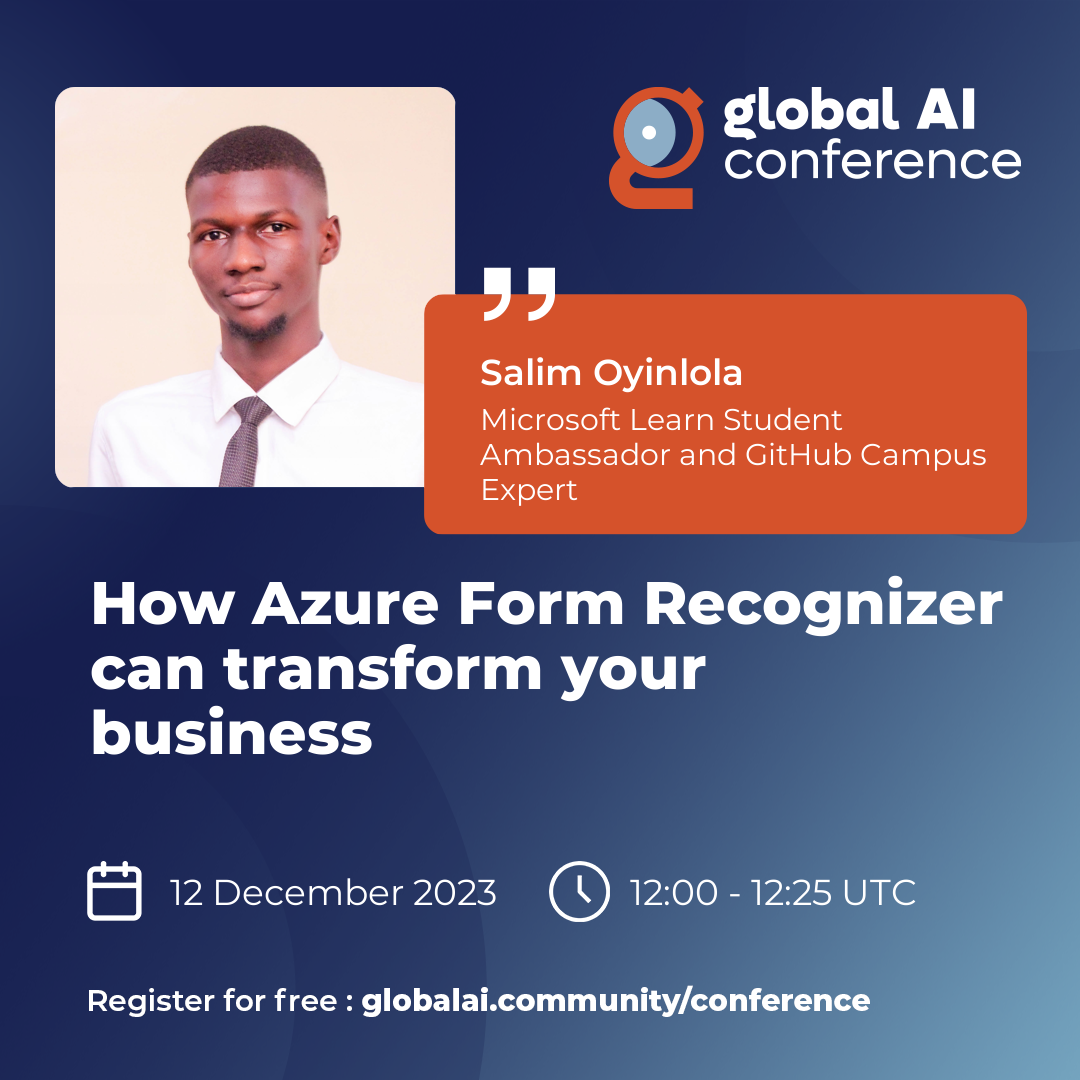 global AI
conference
Salim Oyinlola
Microsoft Learn Student
Ambassador and GitHub Campus
Expert
How Azure Form Recognizer
can transform your
business
12 December 2023
12:00 - 12:25 UTC
Register for free : globalai.community/conference